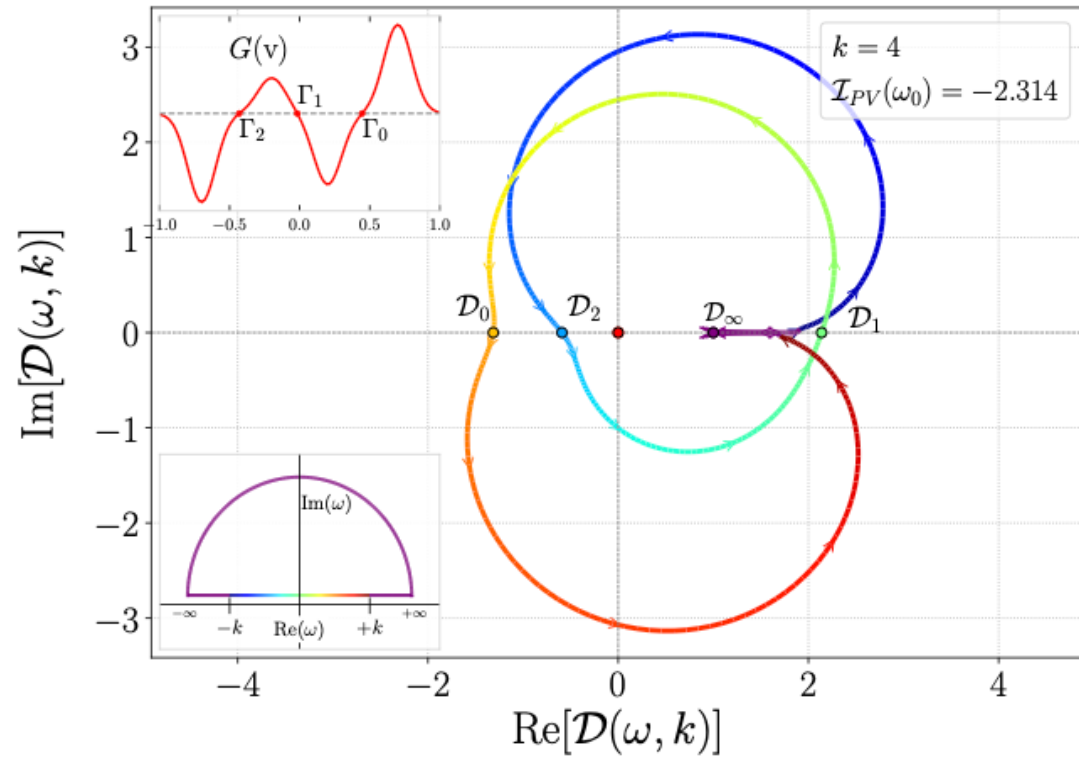 G(v)
Γ₁
Γ₂
Γ₀
−1.0 −0.5 0.0 0.5 1.0
k = 4
𝓘_PV(ω₀) = −2.314
3
2
1
0
−1
−2
−3
Im[𝓓(ω, k)]
𝓓₀
𝓓₂
𝓓∞
𝓓₁
Im(ω)
−∞
+∞
−k
Re(ω)
+k
−4 −2 0 2 4
Re[𝓓(ω, k)]